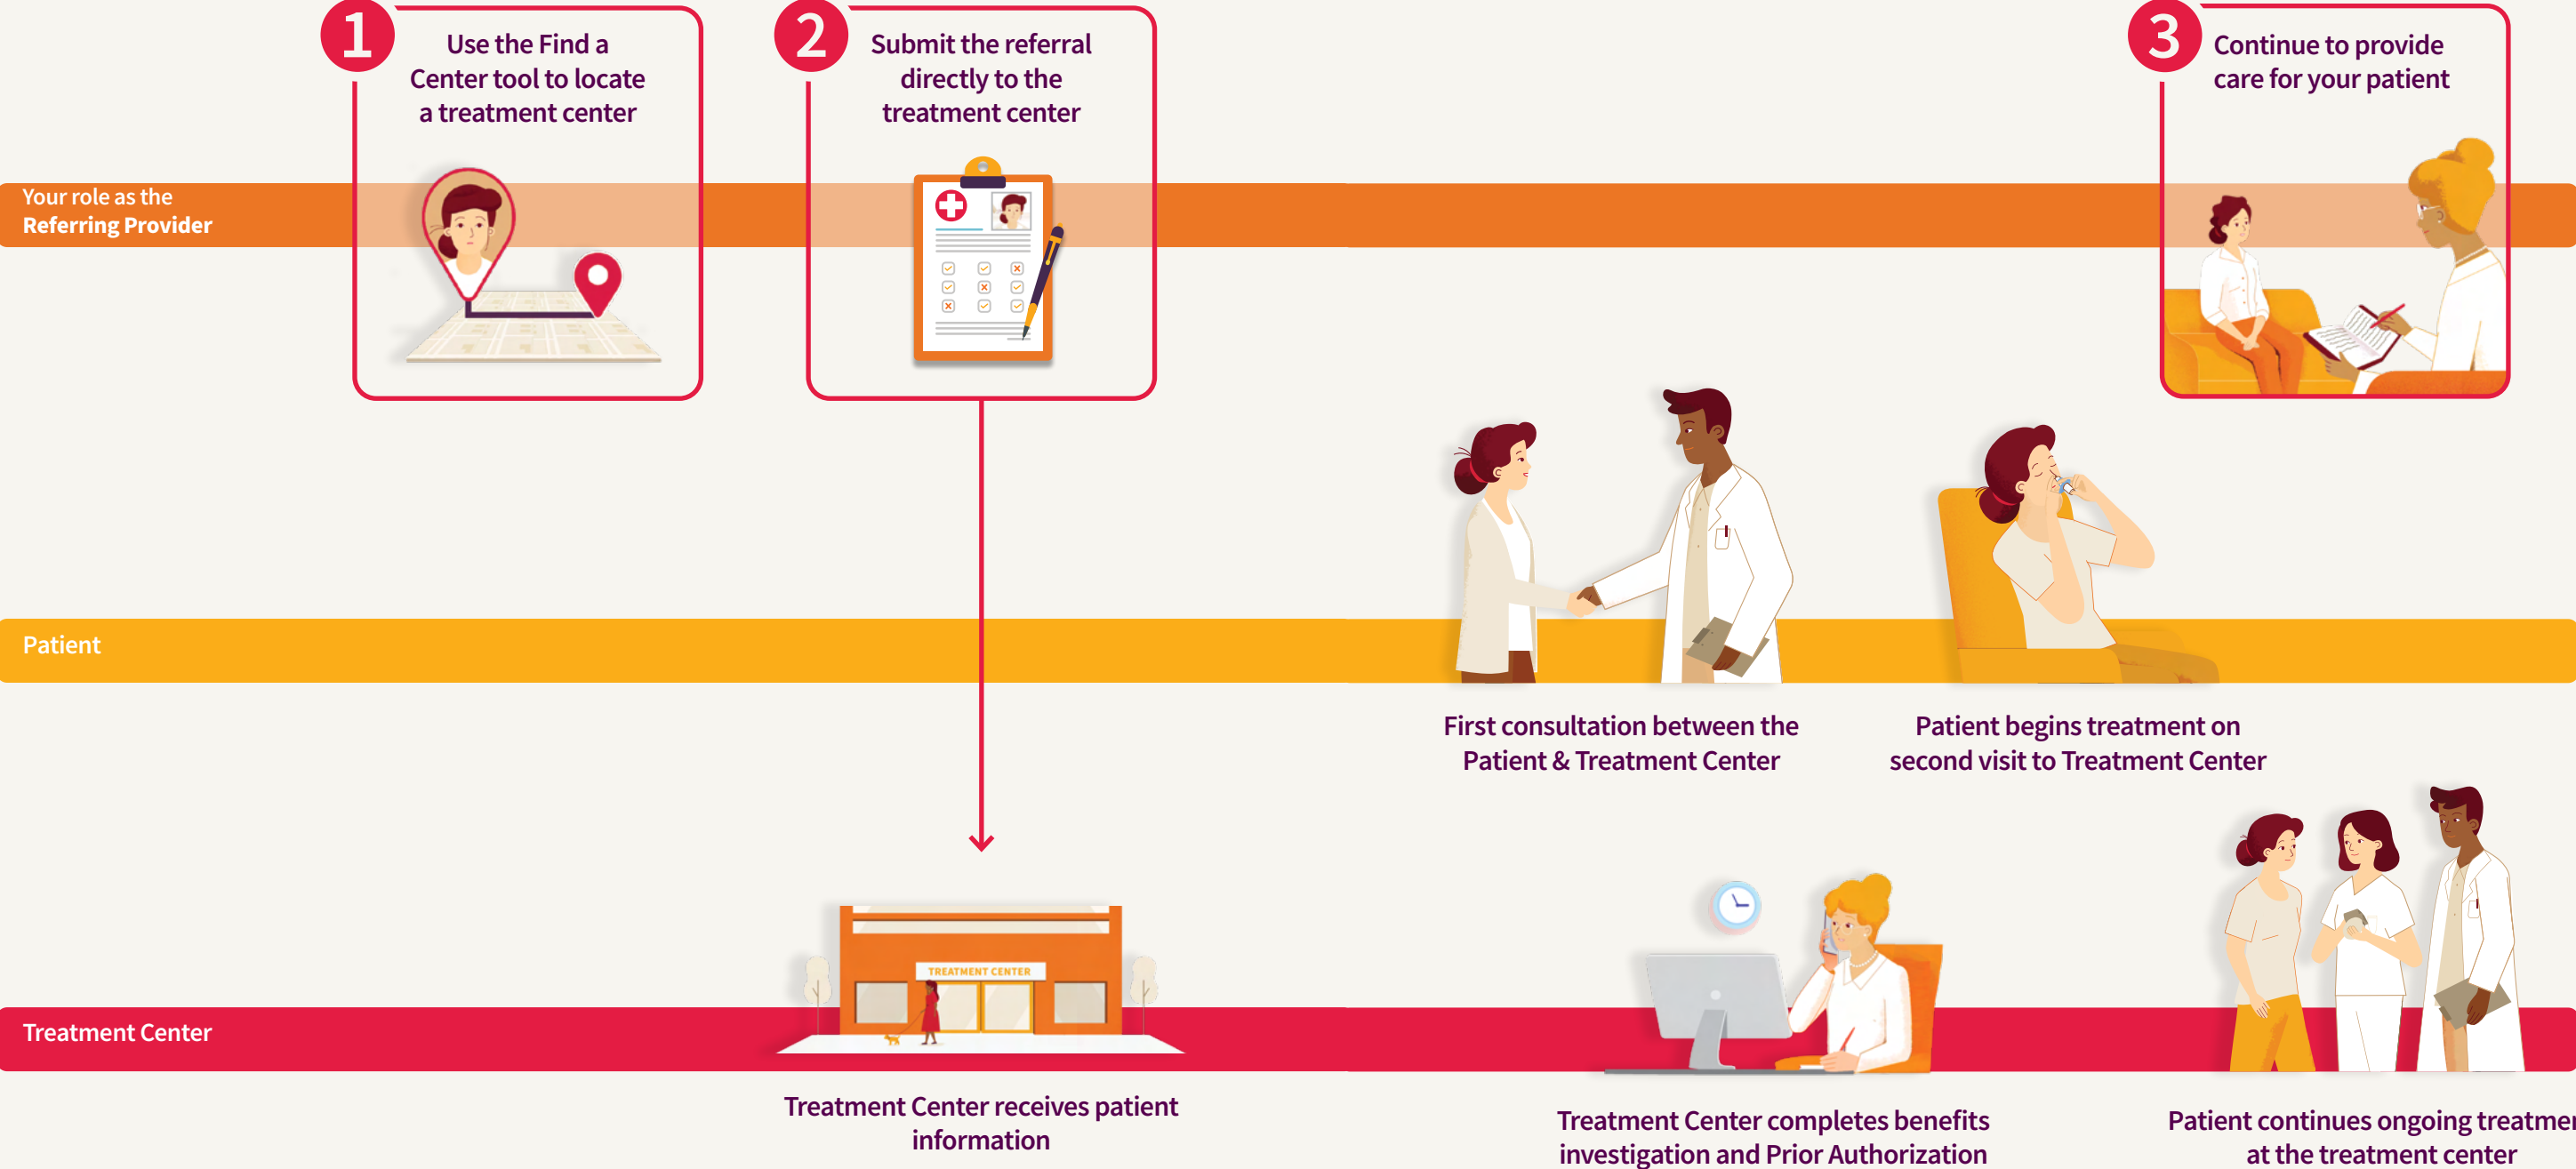 1
Use the Find a
Center tool to locate
a treatment center
2
Submit the referral
directly to the
treatment center
3
Continue to provide
care for your patient
Your role as the
Referring Provider
Patient
First consultation between the
Patient & Treatment Center
Patient begins treatment on
second visit to Treatment Center
TREATMENT CENTER
Treatment Center
Treatment Center receives patient
information
Treatment Center completes benefits
investigation and Prior Authorization
Patient continues ongoing
at the treatment center